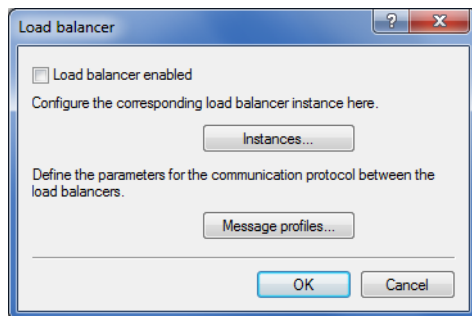 Load balancer
?
Load balancer enabled
Configure the corresponding load balancer instance here.
Instances...
Define the parameters for the communication protocol between the
load balancers.
Message profiles...
OK Cancel